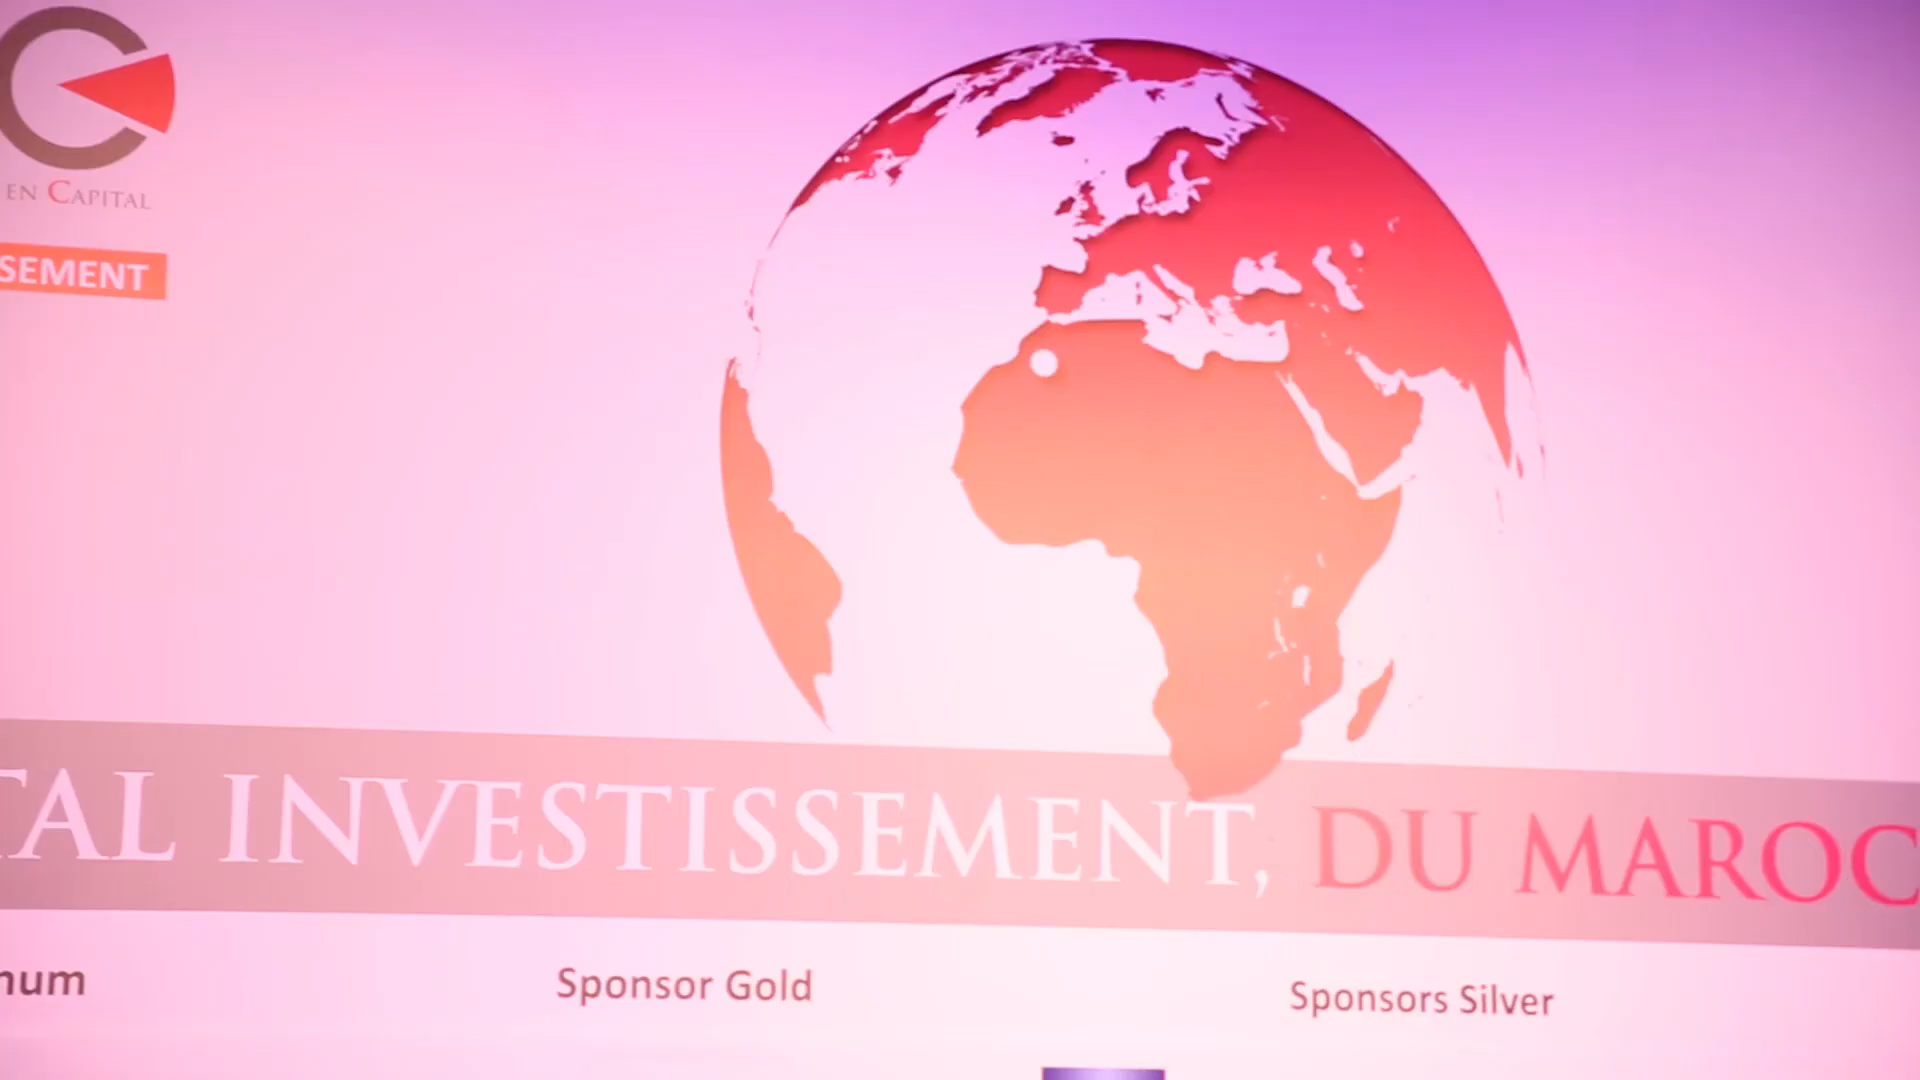 EN CAPITAL
SEMENT
TAL INVESTISSEMENT, DU MAROC
num
Sponsor Gold
Sponsors Silver